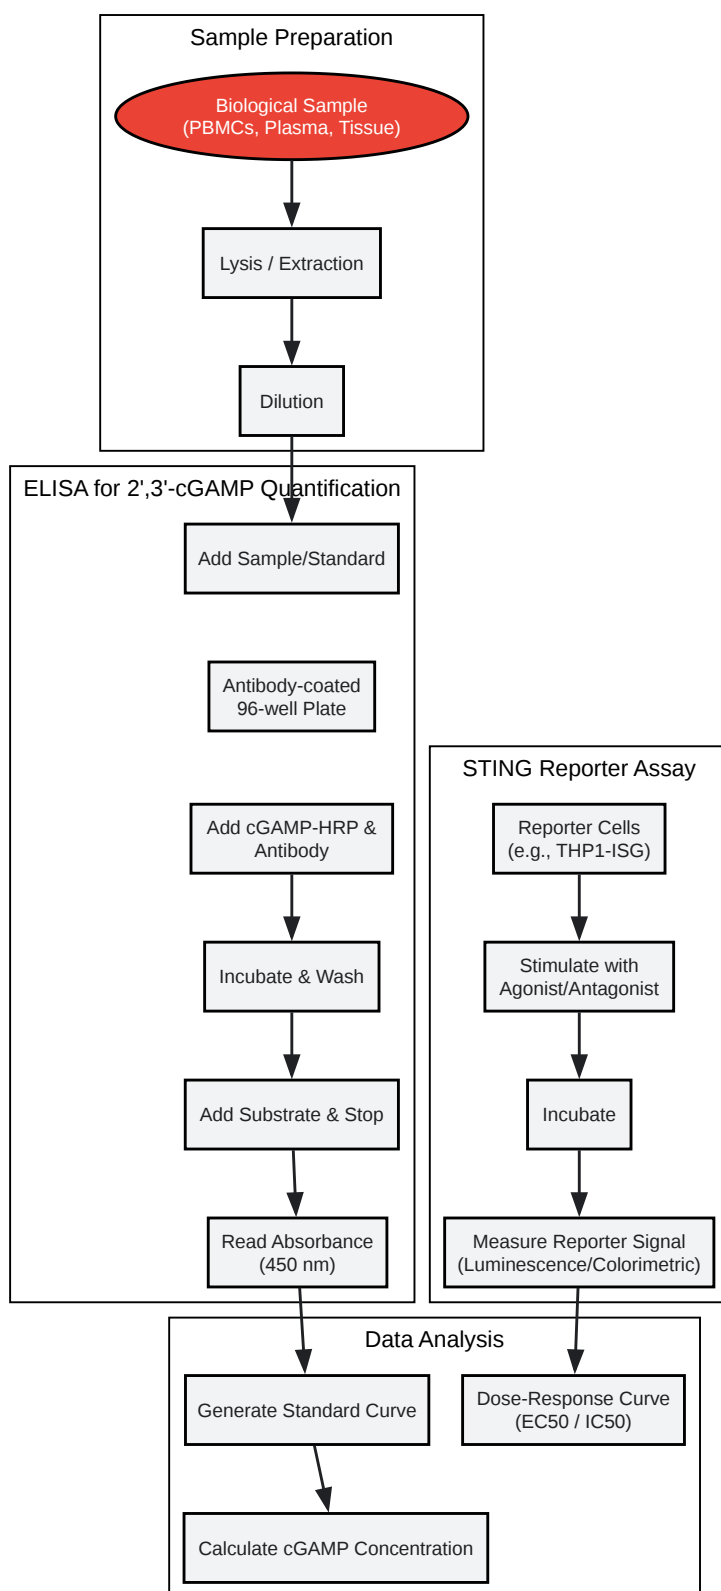 Sample Preparation
Biological Sample
(PBMCs, Plasma, Tissue)
Lysis / Extraction
Dilution
ELISA for 2',3'-cGAMP Quantification
Add Sample/Standard
Antibody-coated
96-well Plate
Add cGAMP-HRP &
Antibody
Incubate & Wash
Add Substrate & Stop
Read Absorbance
(450 nm)
STING Reporter Assay
Reporter Cells
(e.g., THP1-ISG)
Stimulate with
Agonist/Antagonist
Incubate
Measure Reporter Signal
(Luminescence/Colorimetric)
Data Analysis
Generate Standard Curve
Calculate cGAMP Concentration
Dose-Response Curve
(EC50 / IC50)